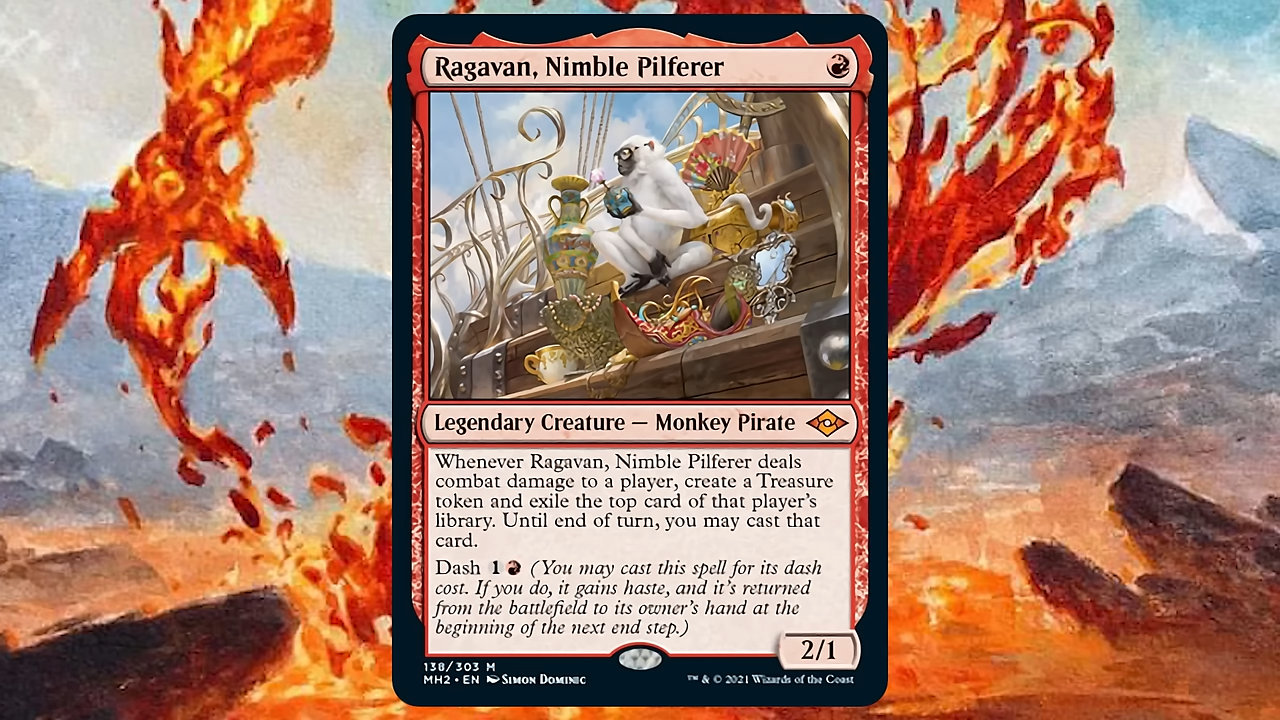 Ragavan, Nimble Pilferer
Legendary Creature — Monkey Pirate
Whenever Ragavan, Nimble Pilferer deals
combat damage to a player, create a Treasure
token and exile the top card of that player's
library. Until end of turn, you may cast that
card.
Dash 1 (You may cast this spell for its dash
cost. If you do, it gains haste, and it's returned
from the battlefield to its owner's hand at the
beginning of the next end step.)
2/1
138/303 M
MH2 • EN Simon Dominic
™ & © 2021 Wizards of the Coast